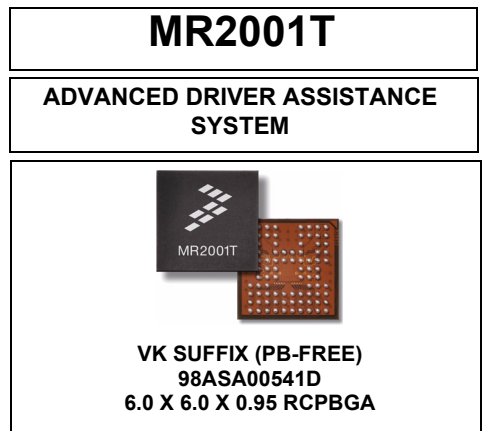 MR2001T
ADVANCED DRIVER ASSISTANCE
SYSTEM
MR2001T
VK SUFFIX (PB-FREE)
98ASA00541D
6.0 X 6.0 X 0.95 RCPBGA